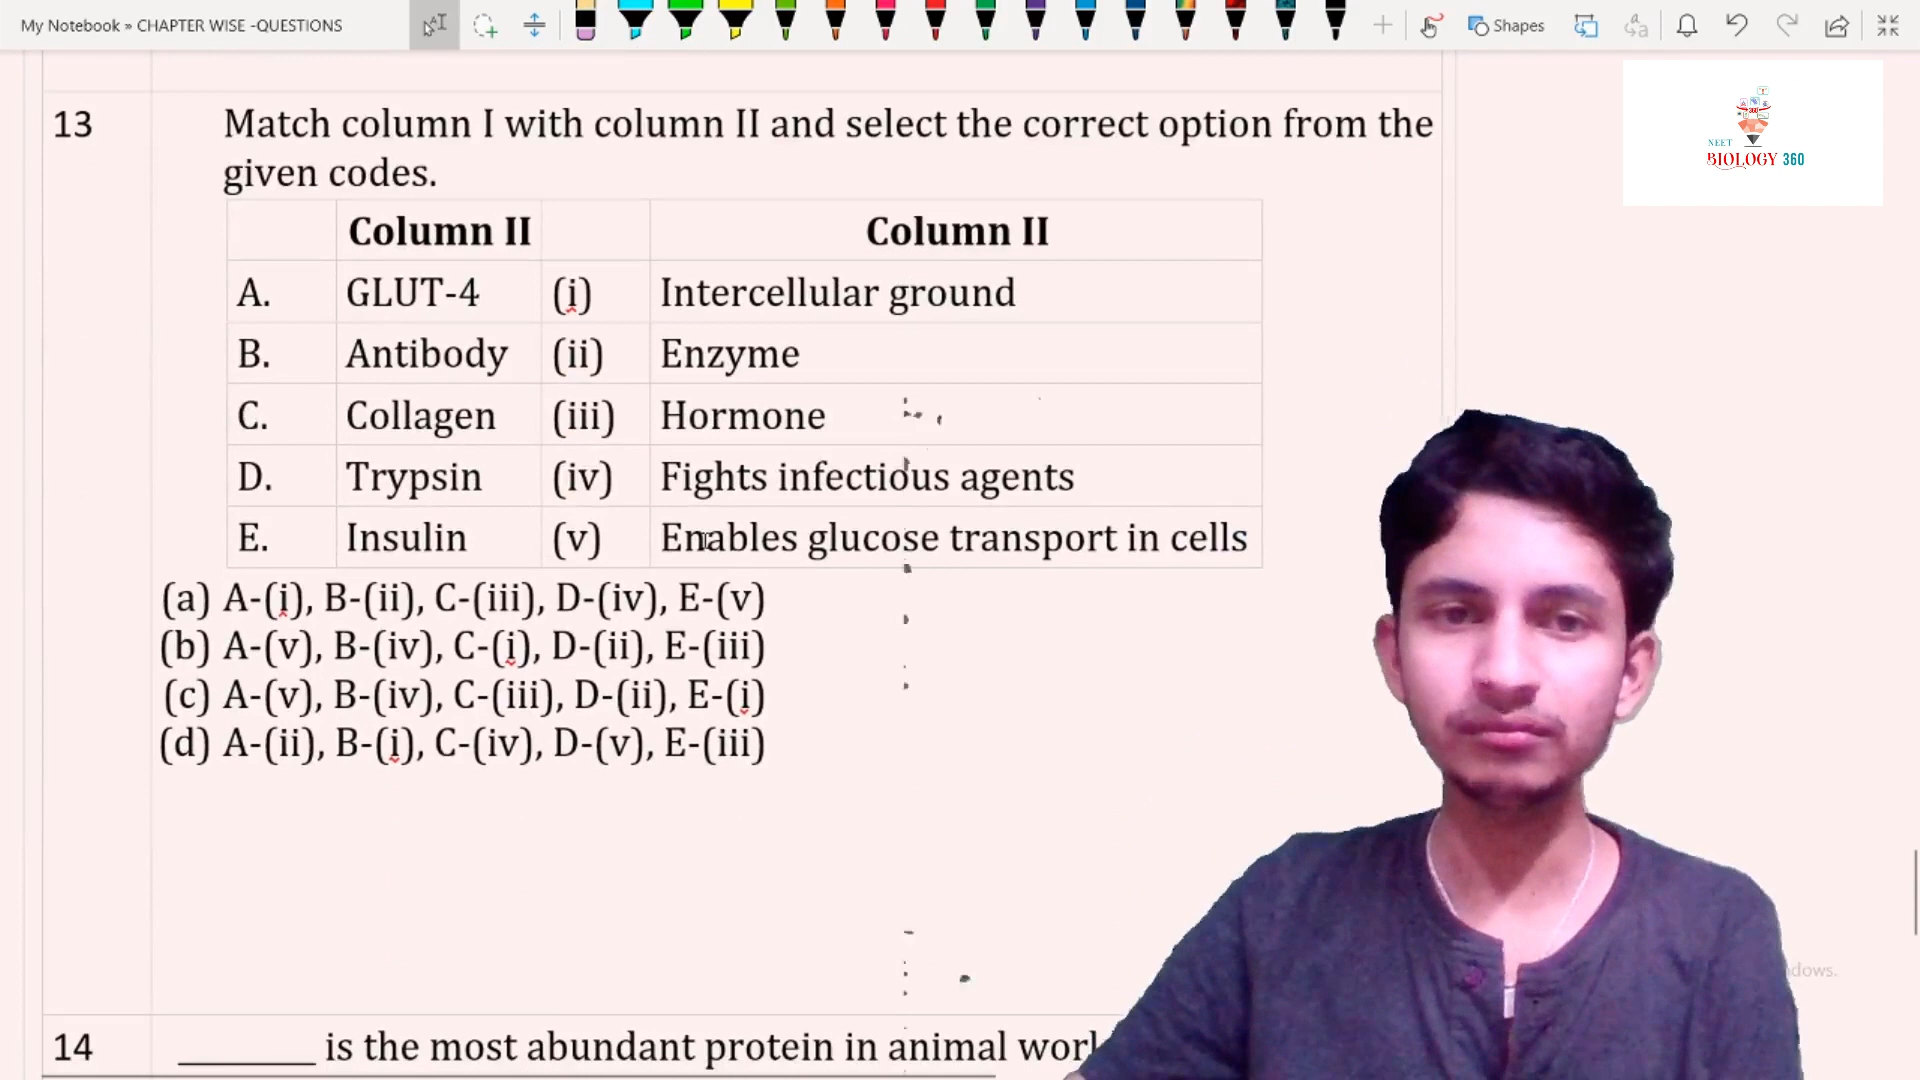 My Notebook » CHAPTER WISE -QUESTIONS
Shapes
NEET
BIOLOGY 360
13 Match column I with column II and select the correct option from the
given codes.
Column II Column II
A. GLUT-4 (i) Intercellular ground
B. Antibody (ii) Enzyme
C. Collagen (iii) Hormone
D. Trypsin (iv) Fights infectious agents
E. Insulin (v) Enables glucose transport in cells
(a) A-(i), B-(ii), C-(iii), D-(iv), E-(v)
(b) A-(v), B-(iv), C-(i), D-(ii), E-(iii)
(c) A-(v), B-(iv), C-(iii), D-(ii), E-(i)
(d) A-(ii), B-(i), C-(iv), D-(v), E-(iii)
14 ________ is the most abundant protein in animal